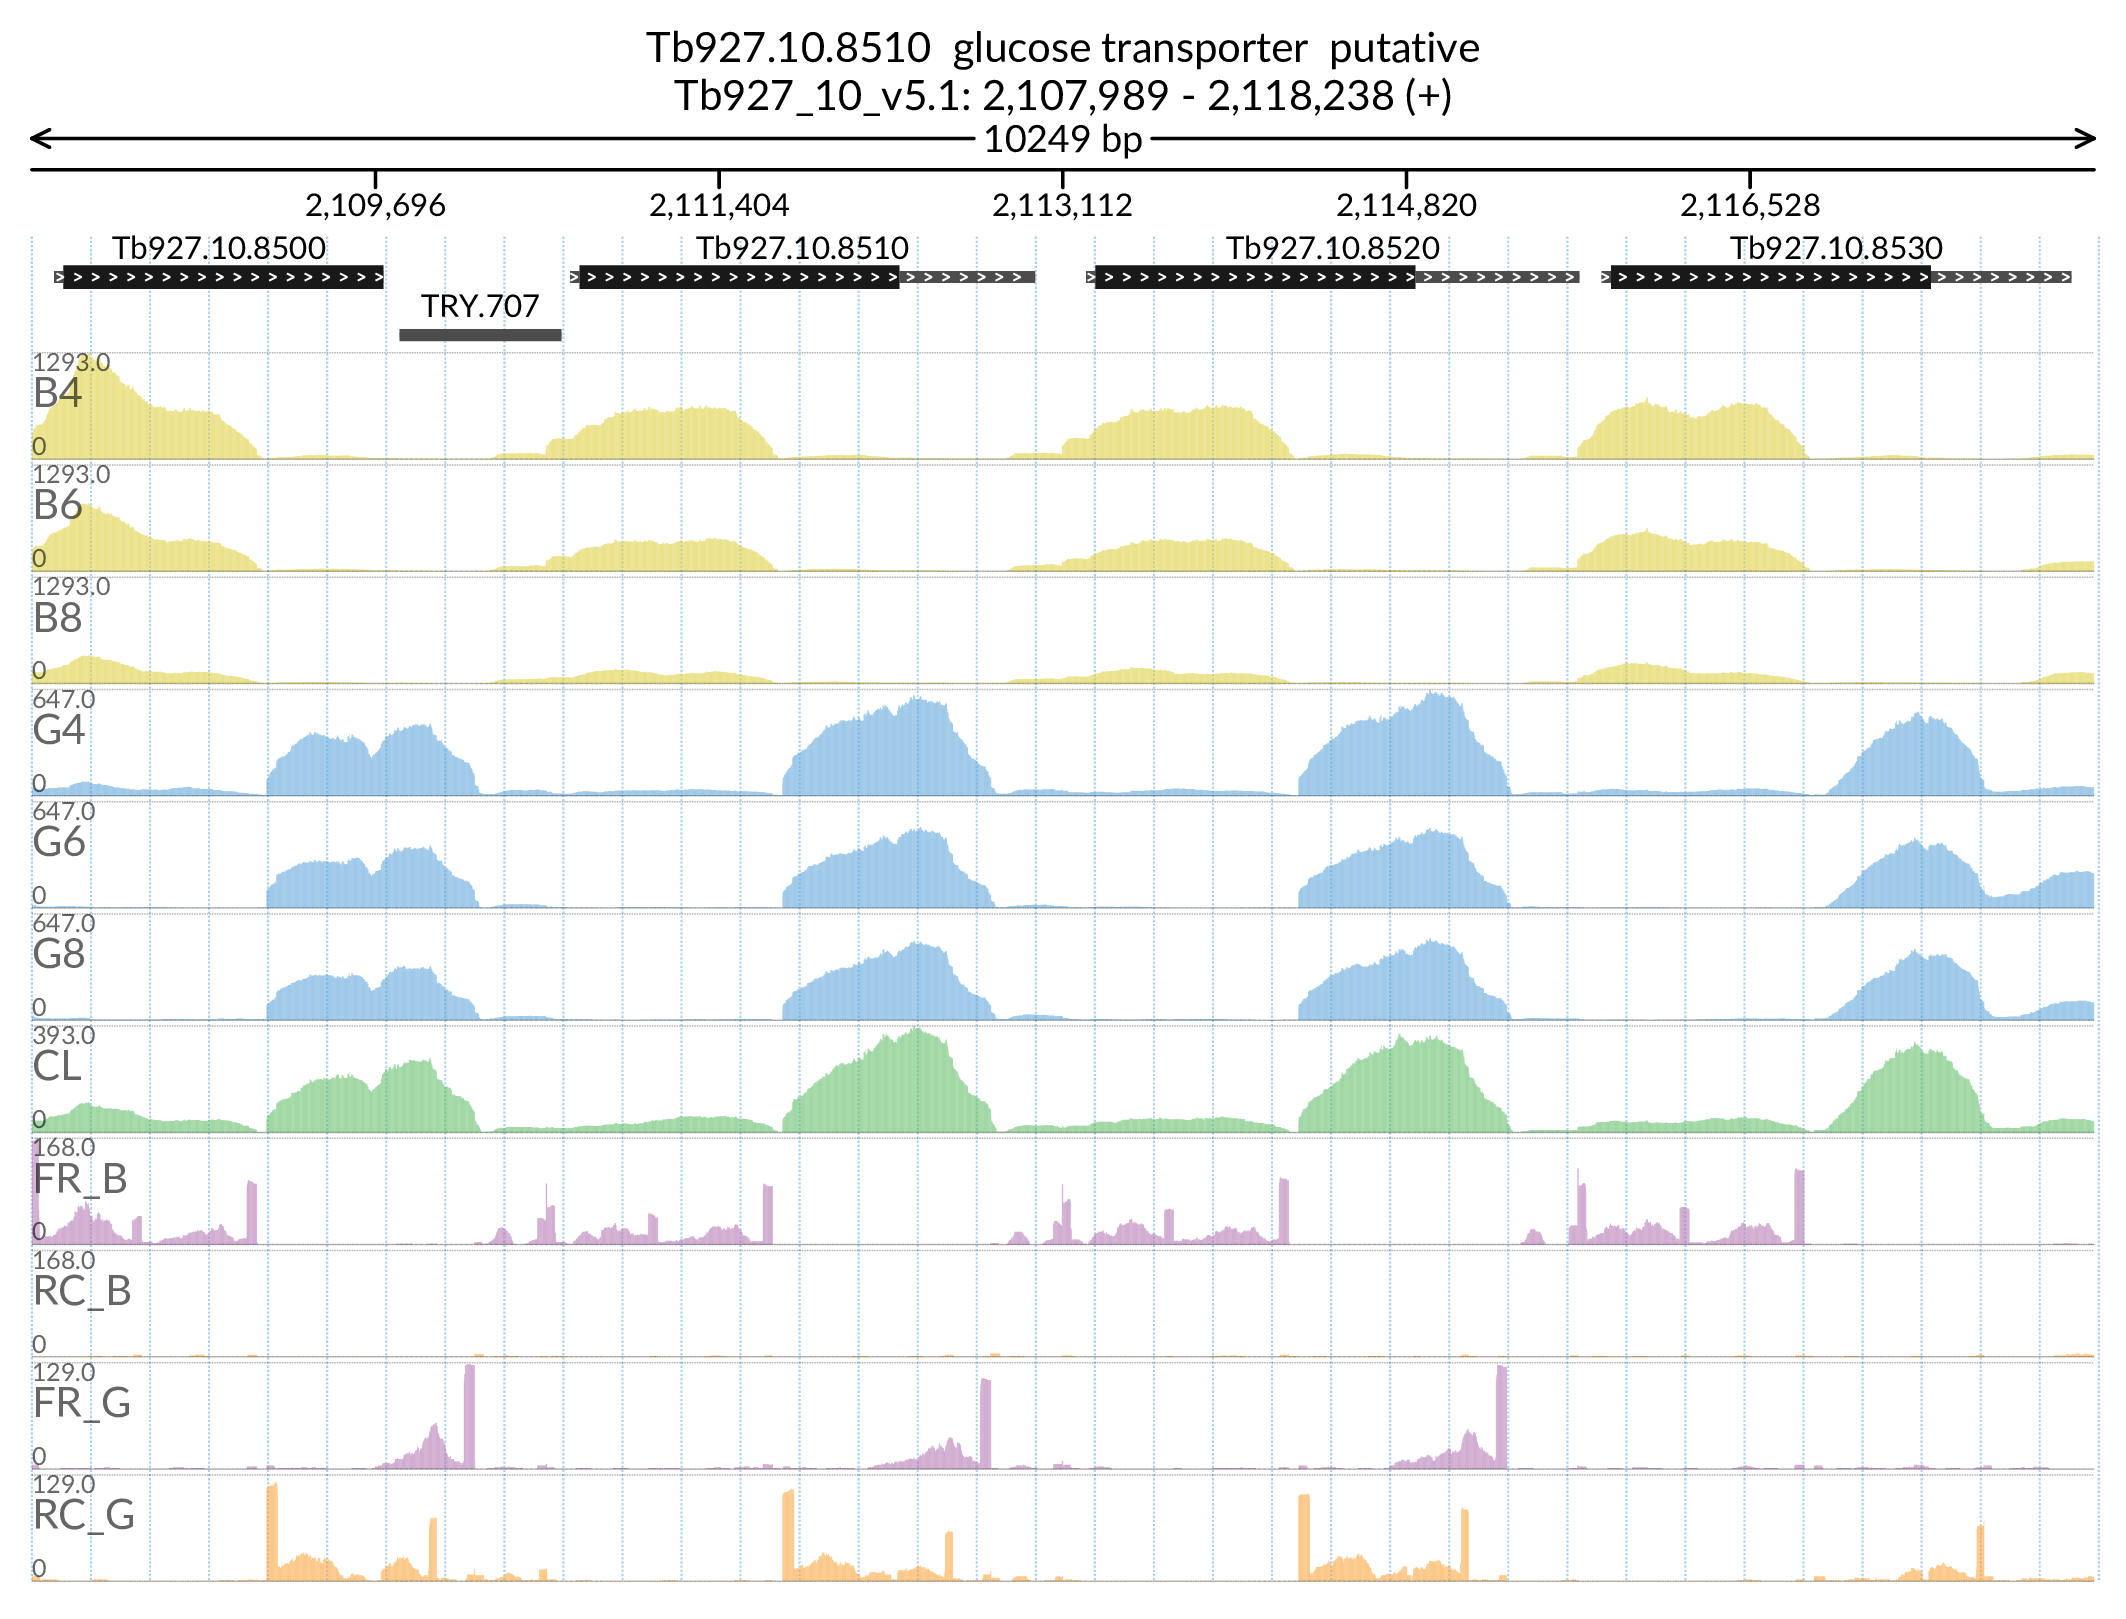 Tb927.10.8510 glucose transporter putative
Tb927_10_v5.1: 2,107,989 - 2,118,238 (+)
10249 bp
2,109,696 2,111,404 2,113,112 2,114,820 2,116,528
Tb927.10.8500 Tb927.10.8510 Tb927.10.8520 Tb927.10.8530
TRY.707
1293.0
B4
0
1293.0
B6
0
1293.0
B8
0
647.0
G4
0
647.0
G6
0
647.0
G8
0
393.0
CL
0
168.0
FR_B
0
168.0
RC_B
0
129.0
FR_G
0
129.0
RC_G
0